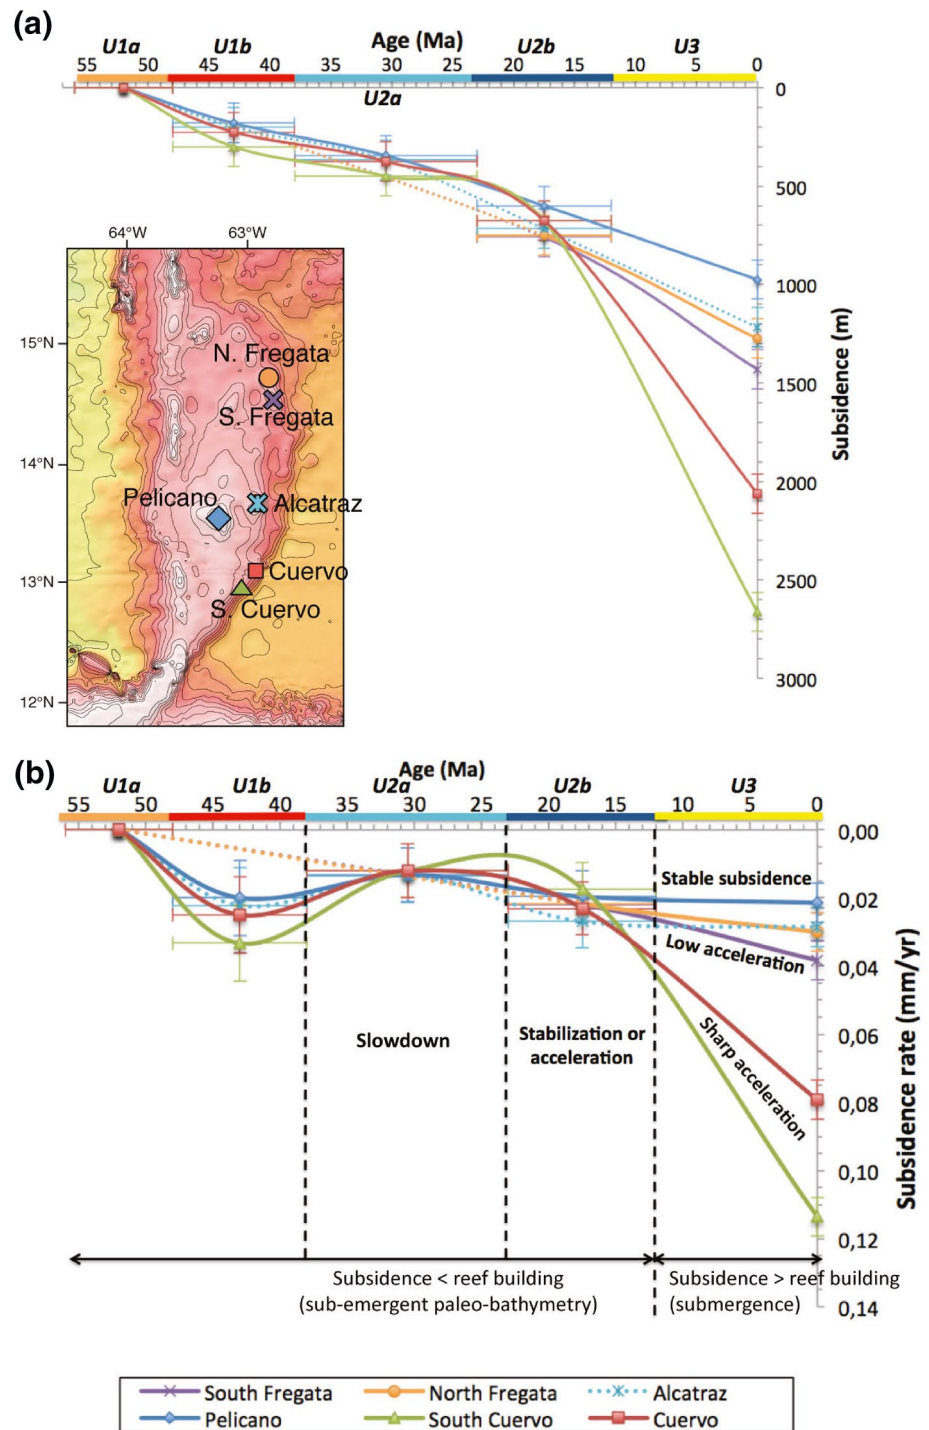 (a)
U1a U1b Age (Ma) U2b U3
55 50 45 40 35 30 25 20 15 10 5 0
U2a
0
500
1000
1500
2000
2500
3000
Subsidence (m)
64°W 63°W
15°N
14°N
13°N
12°N
N. Fregata
S. Fregata
Pelicano
Alcatraz
Cuervo
S. Cuervo
(b)
Age (Ma)
U1a U1b U2a U2b U3
55 50 45 40 35 30 25 20 15 10 5 0
0,00
0,02
0,04
0,06
0,08
0,10
0,12
0,14
Subsidence rate (mm/yr)
Stable subsidence
Low acceleration
Sharp acceleration
Slowdown
Stabilization or
acceleration
Subsidence < reef building
(sub-emergent paleo-bathymetry)
Subsidence > reef building
(submergence)
South Fregata North Fregata Alcatraz
Pelicano South Cuervo Cuervo